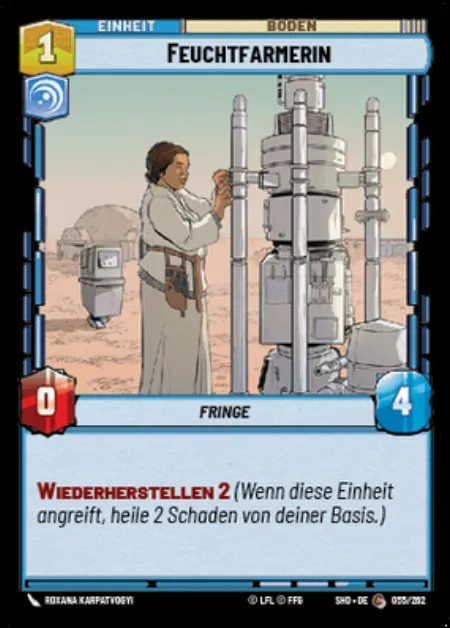 EINHEIT
BODEN
1
FEUCHTFARMERIN
0
FRINGE
4
WIEDERHERSTELLEN 2 (Wenn diese Einheit
angreift, heile 2 Schaden von deiner Basis.)
ROXANA KARPATVOGYI
© LFL © FFG
SHD • DE
055/262